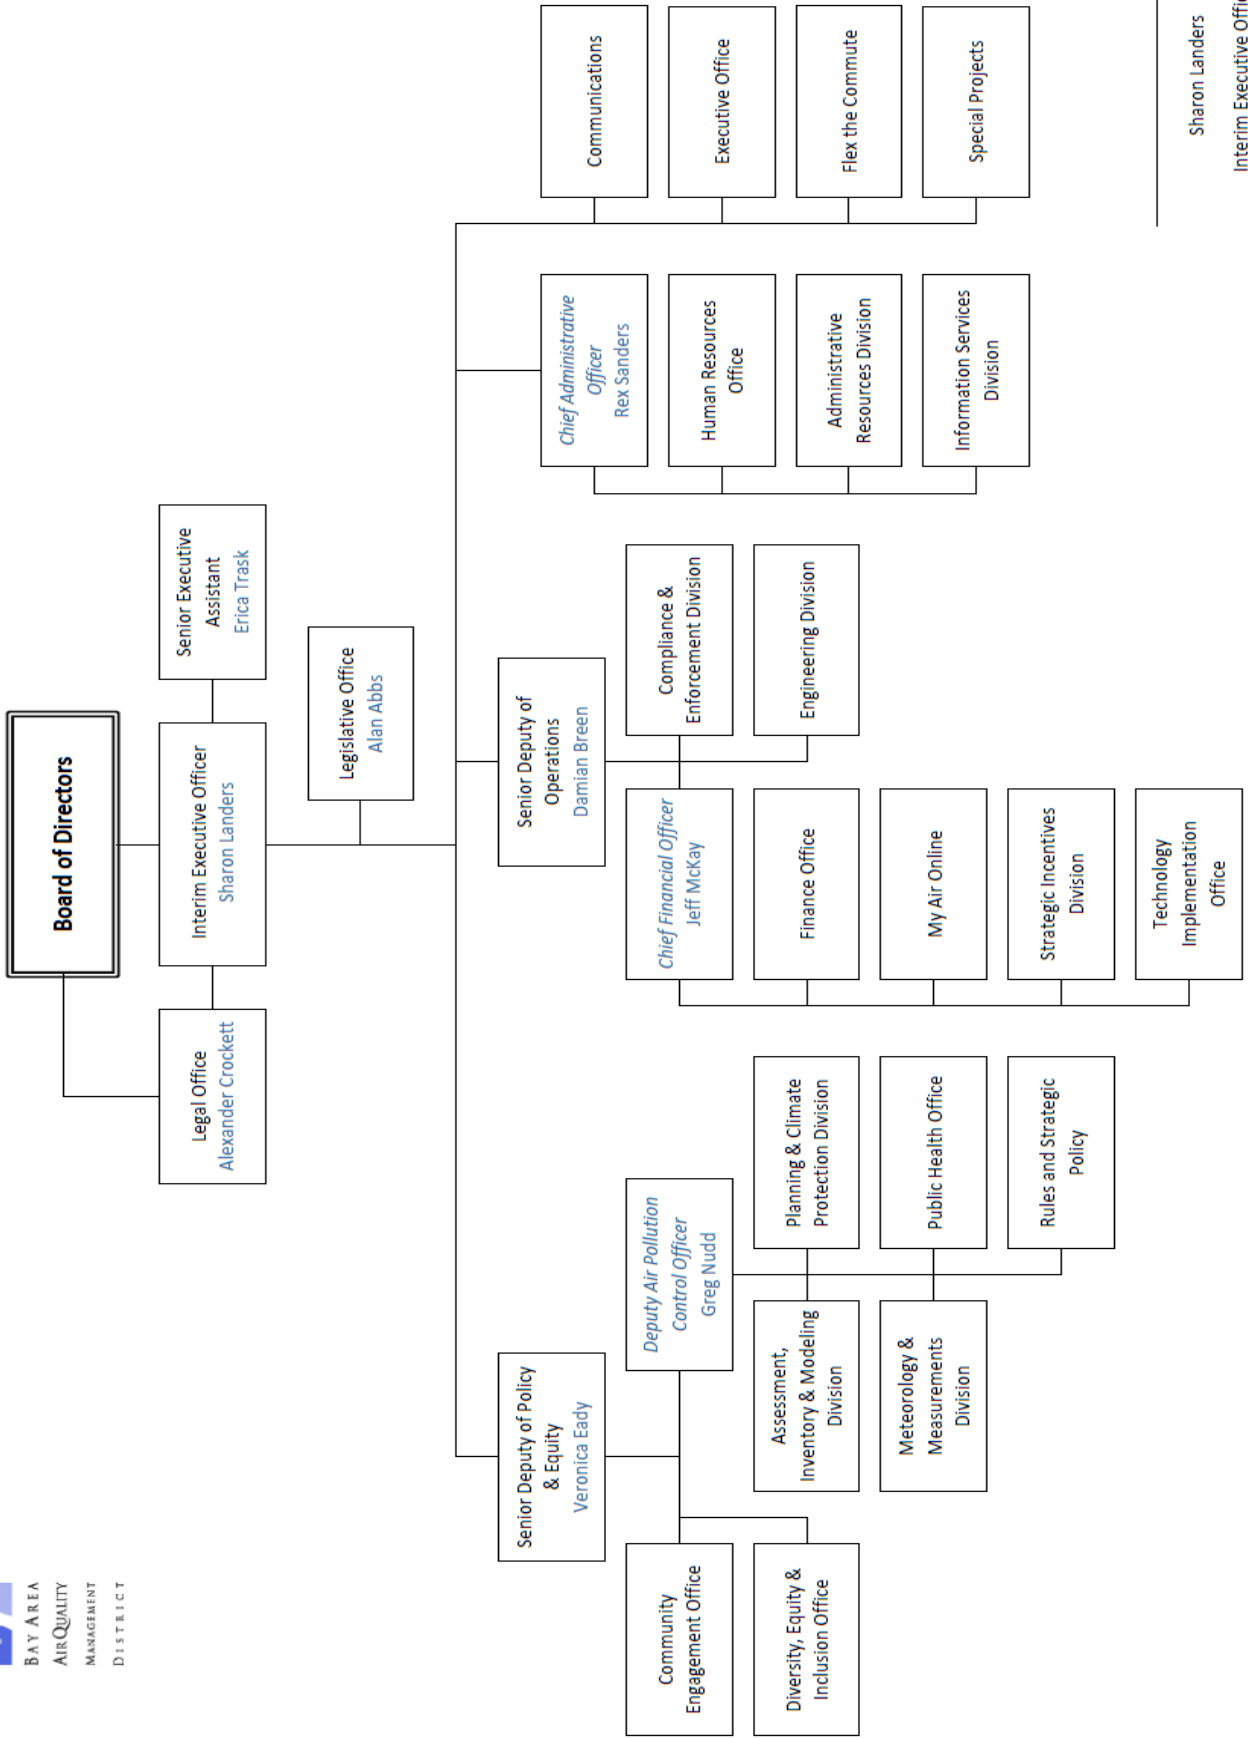 BAY AREA
AIR QUALITY
MANAGEMENT
DISTRICT
Board of Directors
Legal Office
Alexander Crockett
Interim Executive Officer
Sharon Landers
Senior Executive
Assistant
Erica Trask
Legislative Office
Alan Abbs
Senior Deputy of Policy
& Equity
Veronica Eady
Community
Engagement Office
Diversity, Equity &
Inclusion Office
Deputy Air Pollution
Control Officer
Greg Nudd
Assessment,
Inventory & Modeling
Division
Meteorology &
Measurements
Division
Planning & Climate
Protection Division
Public Health Office
Rules and Strategic
Policy
Senior Deputy of
Operations
Damian Breen
Chief Financial Officer
Jeff McKay
Finance Office
My Air Online
Strategic Incentives
Division
Technology
Implementation
Office
Compliance &
Enforcement Division
Engineering Division
Chief Administrative
Officer
Rex Sanders
Human Resources
Office
Administrative
Resources Division
Information Services
Division
Communications
Executive Office
Flex the Commute
Special Projects
Sharon Landers
Interim Executive